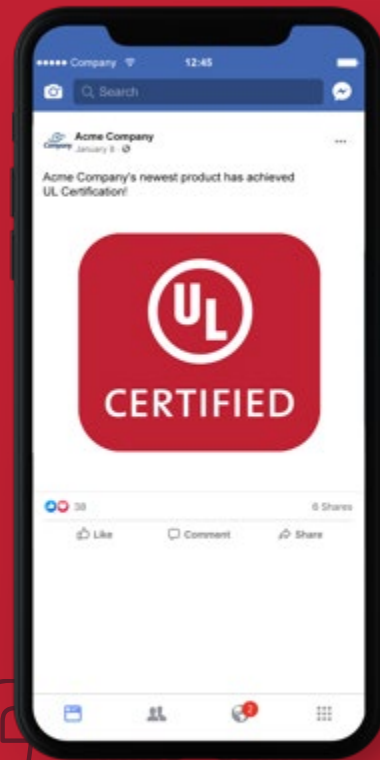 Company 12:45
Search
Acme Company
January 8
Acme Company's newest product has achieved
UL Certification!
UL
CERTIFIED
38 6 Shares
Like Comment Share
2